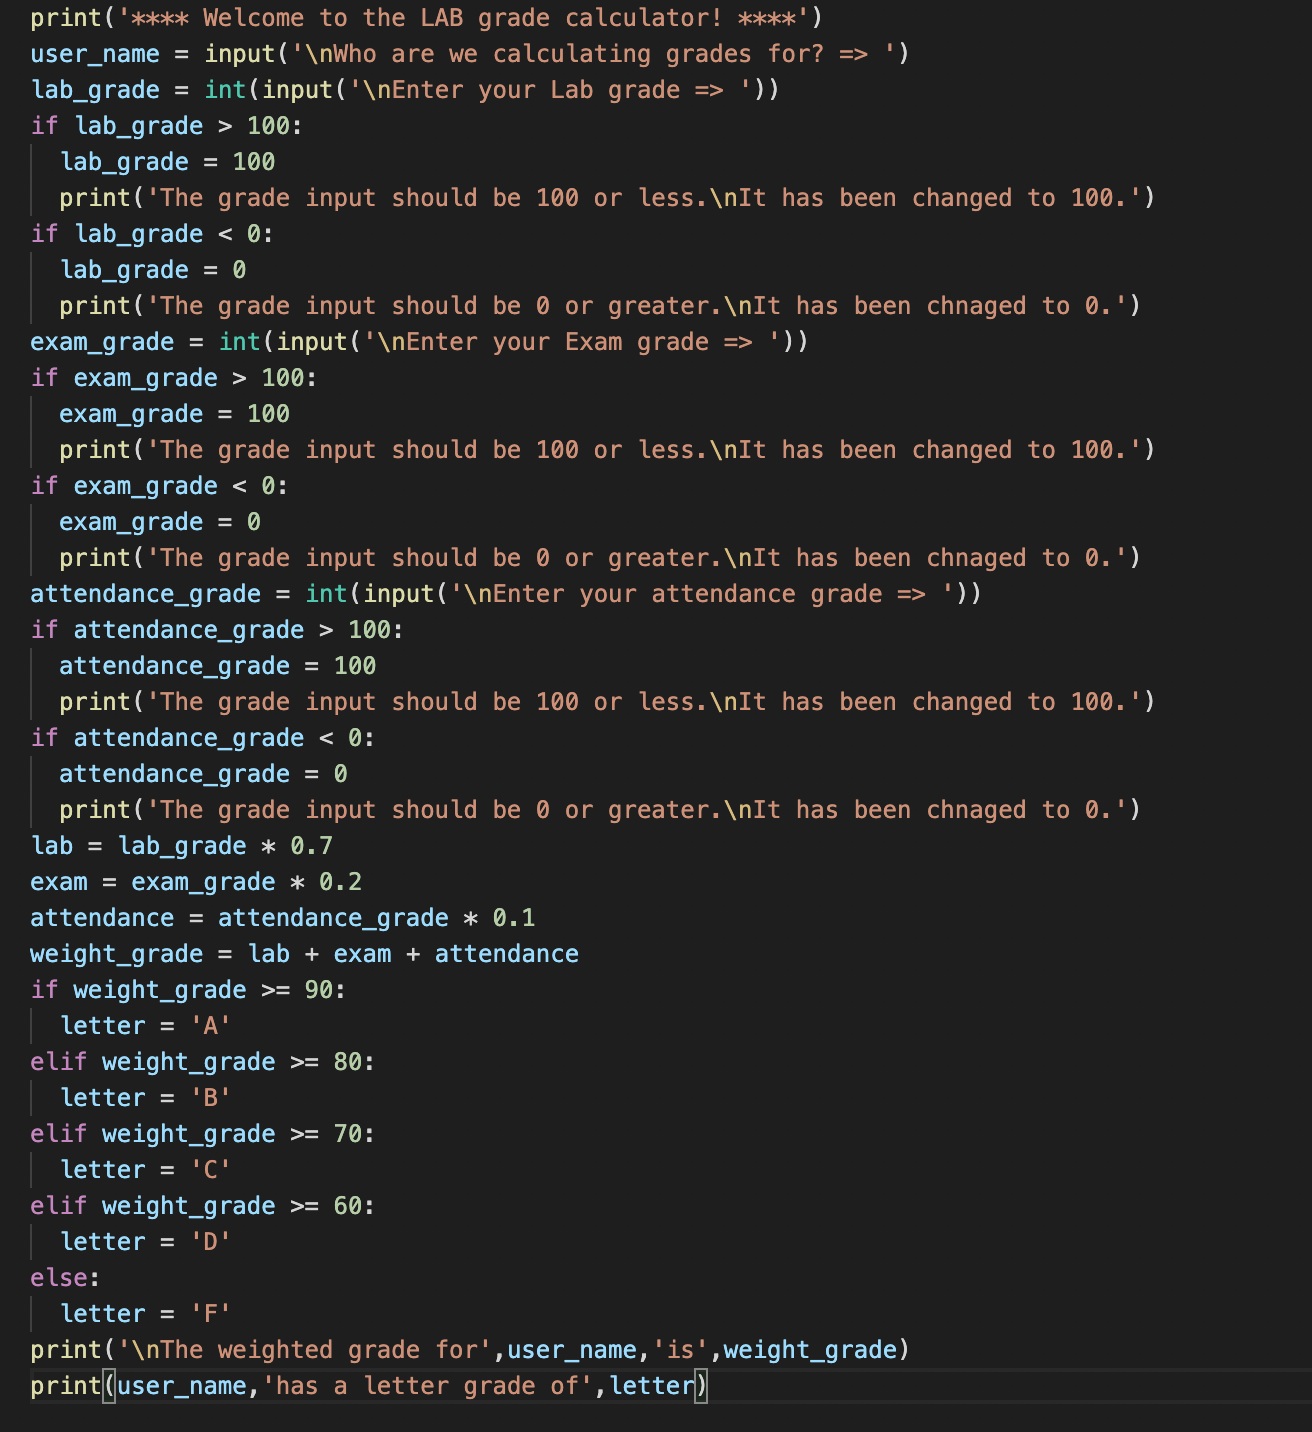 print('**** Welcome to the LAB grade calculator! ****')
user_name = input('\nWho are we calculating grades for? => ')
lab_grade = int(input('\nEnter your Lab grade => '))
if lab_grade > 100:
  lab_grade = 100
  print('The grade input should be 100 or less.\nIt has been changed to 100.')
if lab_grade < 0:
  lab_grade = 0
  print('The grade input should be 0 or greater.\nIt has been chnaged to 0.')
exam_grade = int(input('\nEnter your Exam grade => '))
if exam_grade > 100:
  exam_grade = 100
  print('The grade input should be 100 or less.\nIt has been changed to 100.')
if exam_grade < 0:
  exam_grade = 0
  print('The grade input should be 0 or greater.\nIt has been chnaged to 0.')
attendance_grade = int(input('\nEnter your attendance grade => '))
if attendance_grade > 100:
  attendance_grade = 100
  print('The grade input should be 100 or less.\nIt has been changed to 100.')
if attendance_grade < 0:
  attendance_grade = 0
  print('The grade input should be 0 or greater.\nIt has been chnaged to 0.')
lab = lab_grade * 0.7
exam = exam_grade * 0.2
attendance = attendance_grade * 0.1
weight_grade = lab + exam + attendance
if weight_grade >= 90:
  letter = 'A'
elif weight_grade >= 80:
  letter = 'B'
elif weight_grade >= 70:
  letter = 'C'
elif weight_grade >= 60:
  letter = 'D'
else:
  letter = 'F'
print('\nThe weighted grade for',user_name,'is',weight_grade)
print(user_name,'has a letter grade of',letter)